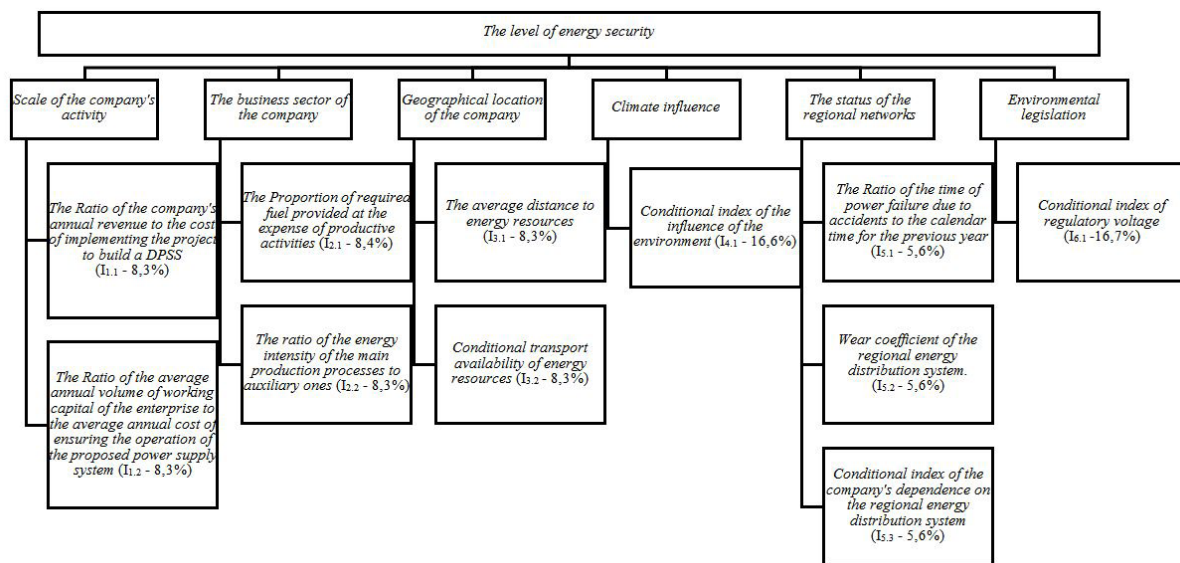 The level of energy security
Scale of the company's
activity
The business sector of
the company
Geographical location
of the company
Climate influence
The status of the
regional networks
Environmental
legislation
The Ratio of the company's
annual revenue to the cost
of implementing the project
to build a DPSS
(I1.1 - 8,3%)
The Ratio of the average
annual volume of working
capital of the enterprise to
the average annual cost of
ensuring the operation of
the proposed power supply
system (I1.2 - 8,3%)
The Proportion of required
fuel provided at the
expense of productive
activities (I2.1 - 8,4%)
The ratio of the energy
intensity of the main
production processes to
auxiliary ones (I2.2 - 8,3%)
The average distance to
energy resources
(I3.1 - 8,3%)
Conditional transport
availability of energy
resources (I3.2 - 8,3%)
Conditional index of the
influence of the
environment (I4.1 - 16,6%)
The Ratio of the time of
power failure due to
accidents to the calendar
time for the previous year
(I5.1 - 5,6%)
Wear coefficient of the
regional energy
distribution system.
(I5.2 - 5,6%)
Conditional index of the
company's dependence on
the regional energy
distribution system
(I5.3 - 5,6%)
Conditional index of
regulatory voltage
(I6.1 -16,7%)